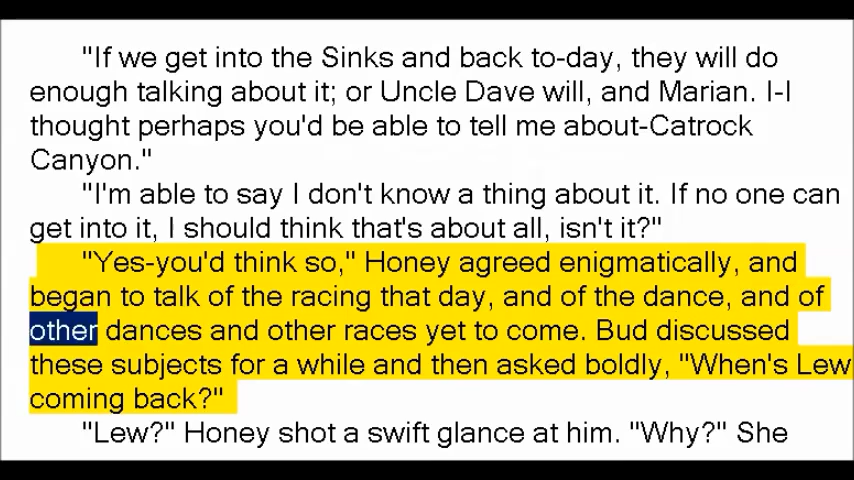 "If we get into the Sinks and back to-day, they will do
enough talking about it; or Uncle Dave will, and Marian. I-I
thought perhaps you'd be able to tell me about-Catrock
Canyon."
"I'm able to say I don't know a thing about it. If no one can
get into it, I should think that's about all, isn't it?"
"Yes-you'd think so," Honey agreed enigmatically, and
began to talk of the racing that day, and of the dance, and of
other dances and other races yet to come. Bud discussed
these subjects for a while and then asked boldly, "When's Lew
coming back?"
"Lew?" Honey shot a swift glance at him. "Why?" She